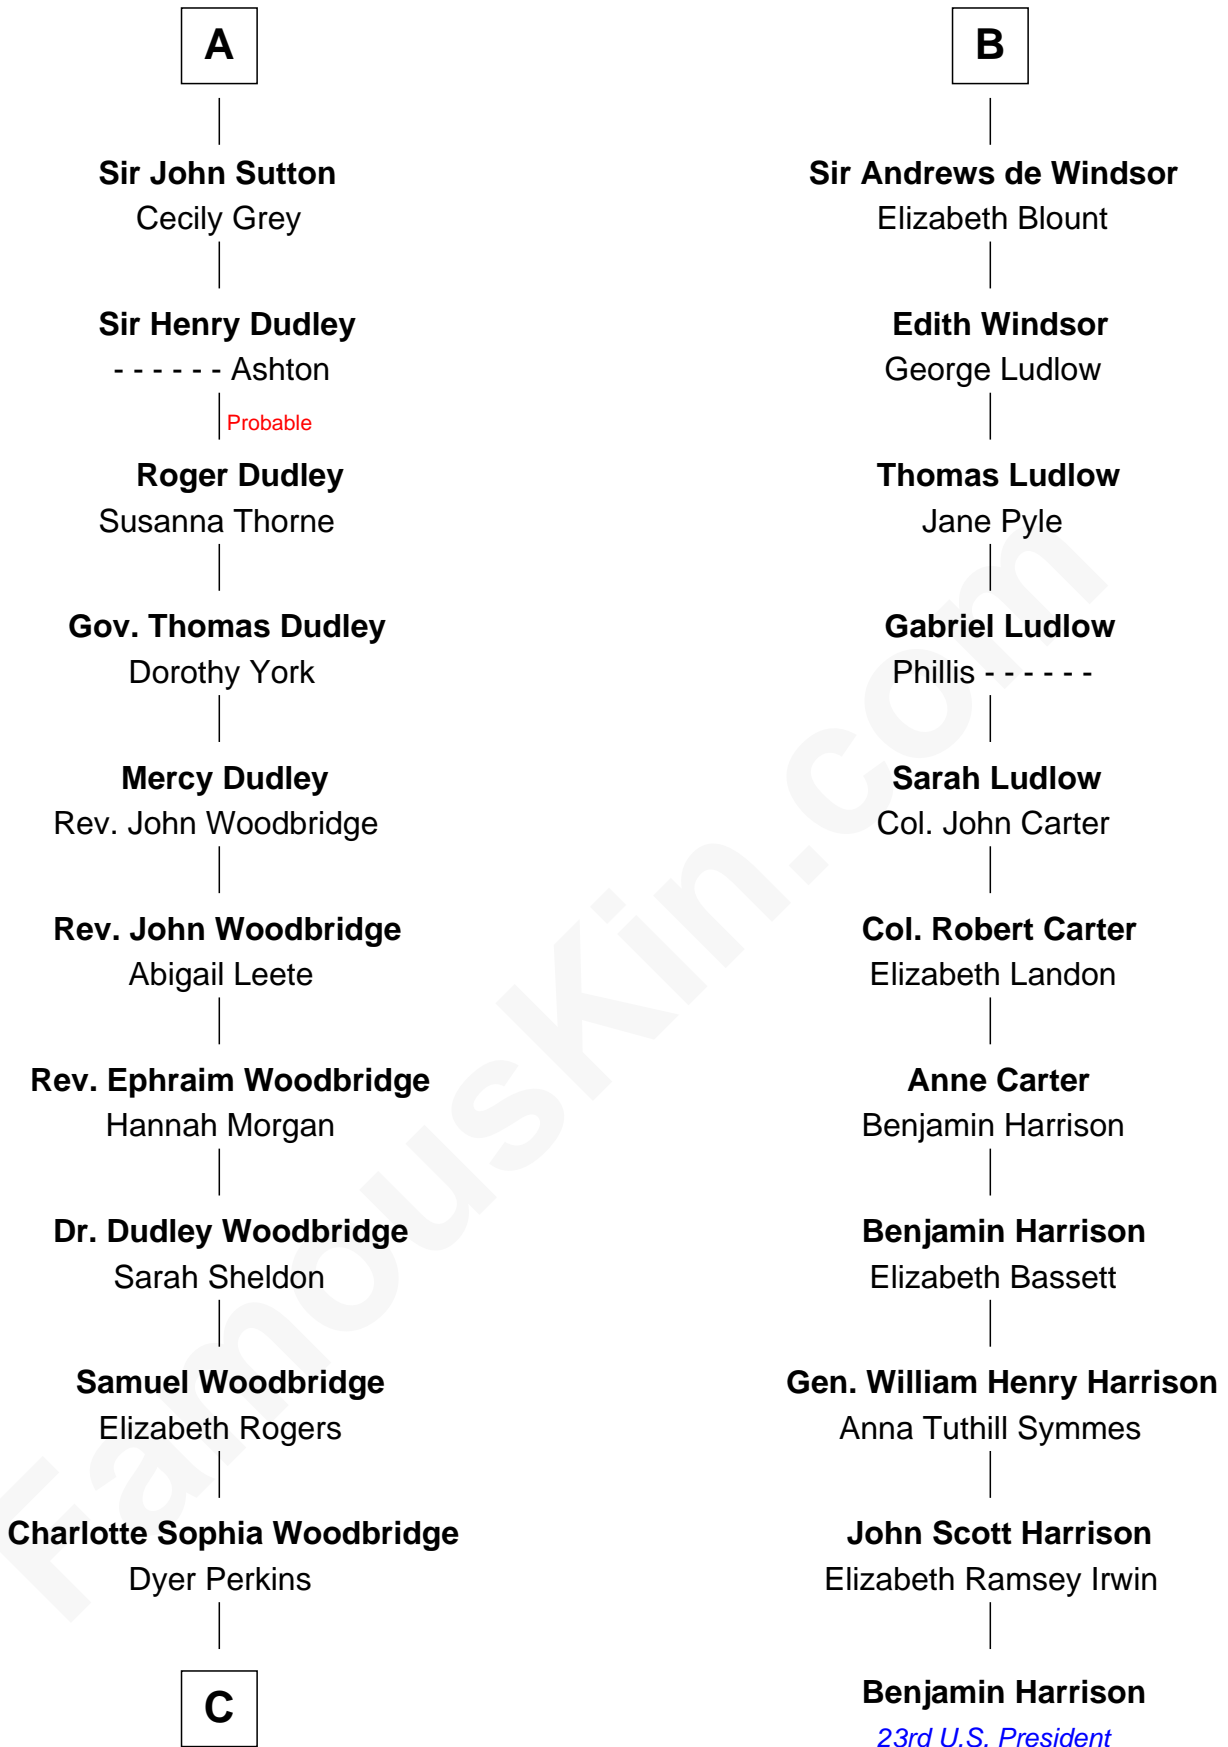 A
Sir John Sutton
Cecily Grey
Sir Henry Dudley
- - - - - - Ashton
Probable
Roger Dudley
Susanna Thorne
Gov. Thomas Dudley
Dorothy York
Mercy Dudley
Rev. John Woodbridge
Rev. John Woodbridge
Abigail Leete
Rev. Ephraim Woodbridge
Hannah Morgan
Dr. Dudley Woodbridge
Sarah Sheldon
Samuel Woodbridge
Elizabeth Rogers
Charlotte Sophia Woodbridge
Dyer Perkins
C
B
Sir Andrews de Windsor
Elizabeth Blount
Edith Windsor
George Ludlow
Thomas Ludlow
Jane Pyle
Gabriel Ludlow
Phillis - - - - - -
Sarah Ludlow
Col. John Carter
Col. Robert Carter
Elizabeth Landon
Anne Carter
Benjamin Harrison
Benjamin Harrison
Elizabeth Bassett
Gen. William Henry Harrison
Anna Tuthill Symmes
John Scott Harrison
Elizabeth Ramsey Irwin
Benjamin Harrison
23rd U.S. President
FamousKin.com